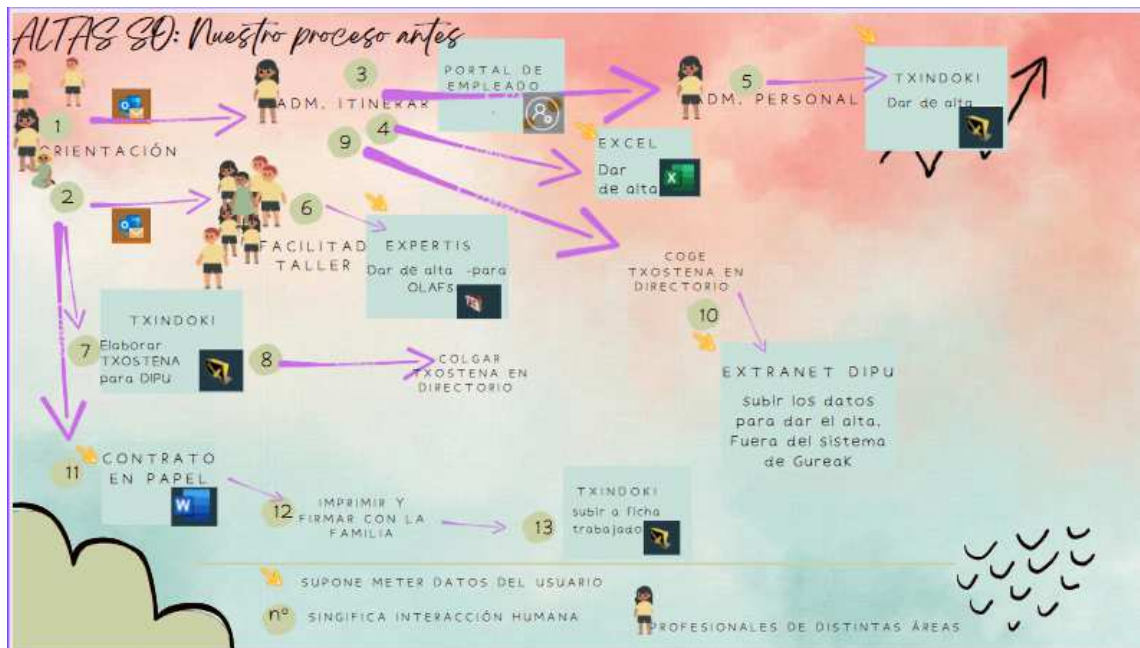 ALTAS SO: Nuestro proceso antes
1
ORIENTACIÓN
2
ADM. ITINERAR
3
4
9
PORTAL DE
EMPLEADO
ADM. PERSONAL
5
TXINDOKI
Dar de alta
EXCEL
Dar
de alta
FACILITAD
TALLER
6
EXPERTIS
Dar de alta -para
OLAFs
COGE
TXOSTENA EN
DIRECTORIO
10
EXTRANET DIPU
subir los datos
para dar el alta.
Fuera del sistema
de Gureak
7
TXINDOKI
Elaborar
TXOSTENA
para DIPU
8
COLGAR
TXOSTENA EN
DIRECTORIO
11
CONTRATO
EN PAPEL
W
12
IMPRIMIR Y
FIRMAR CON LA
FAMILIA
13
TXINDOKI
subir a ficha
trabajado
SUPONE METER DATOS DEL USUARIO
nº
SINGIFICA INTERACCIÓN HUMANA
PROFESIONALES DE DISTINTAS ÁREAS